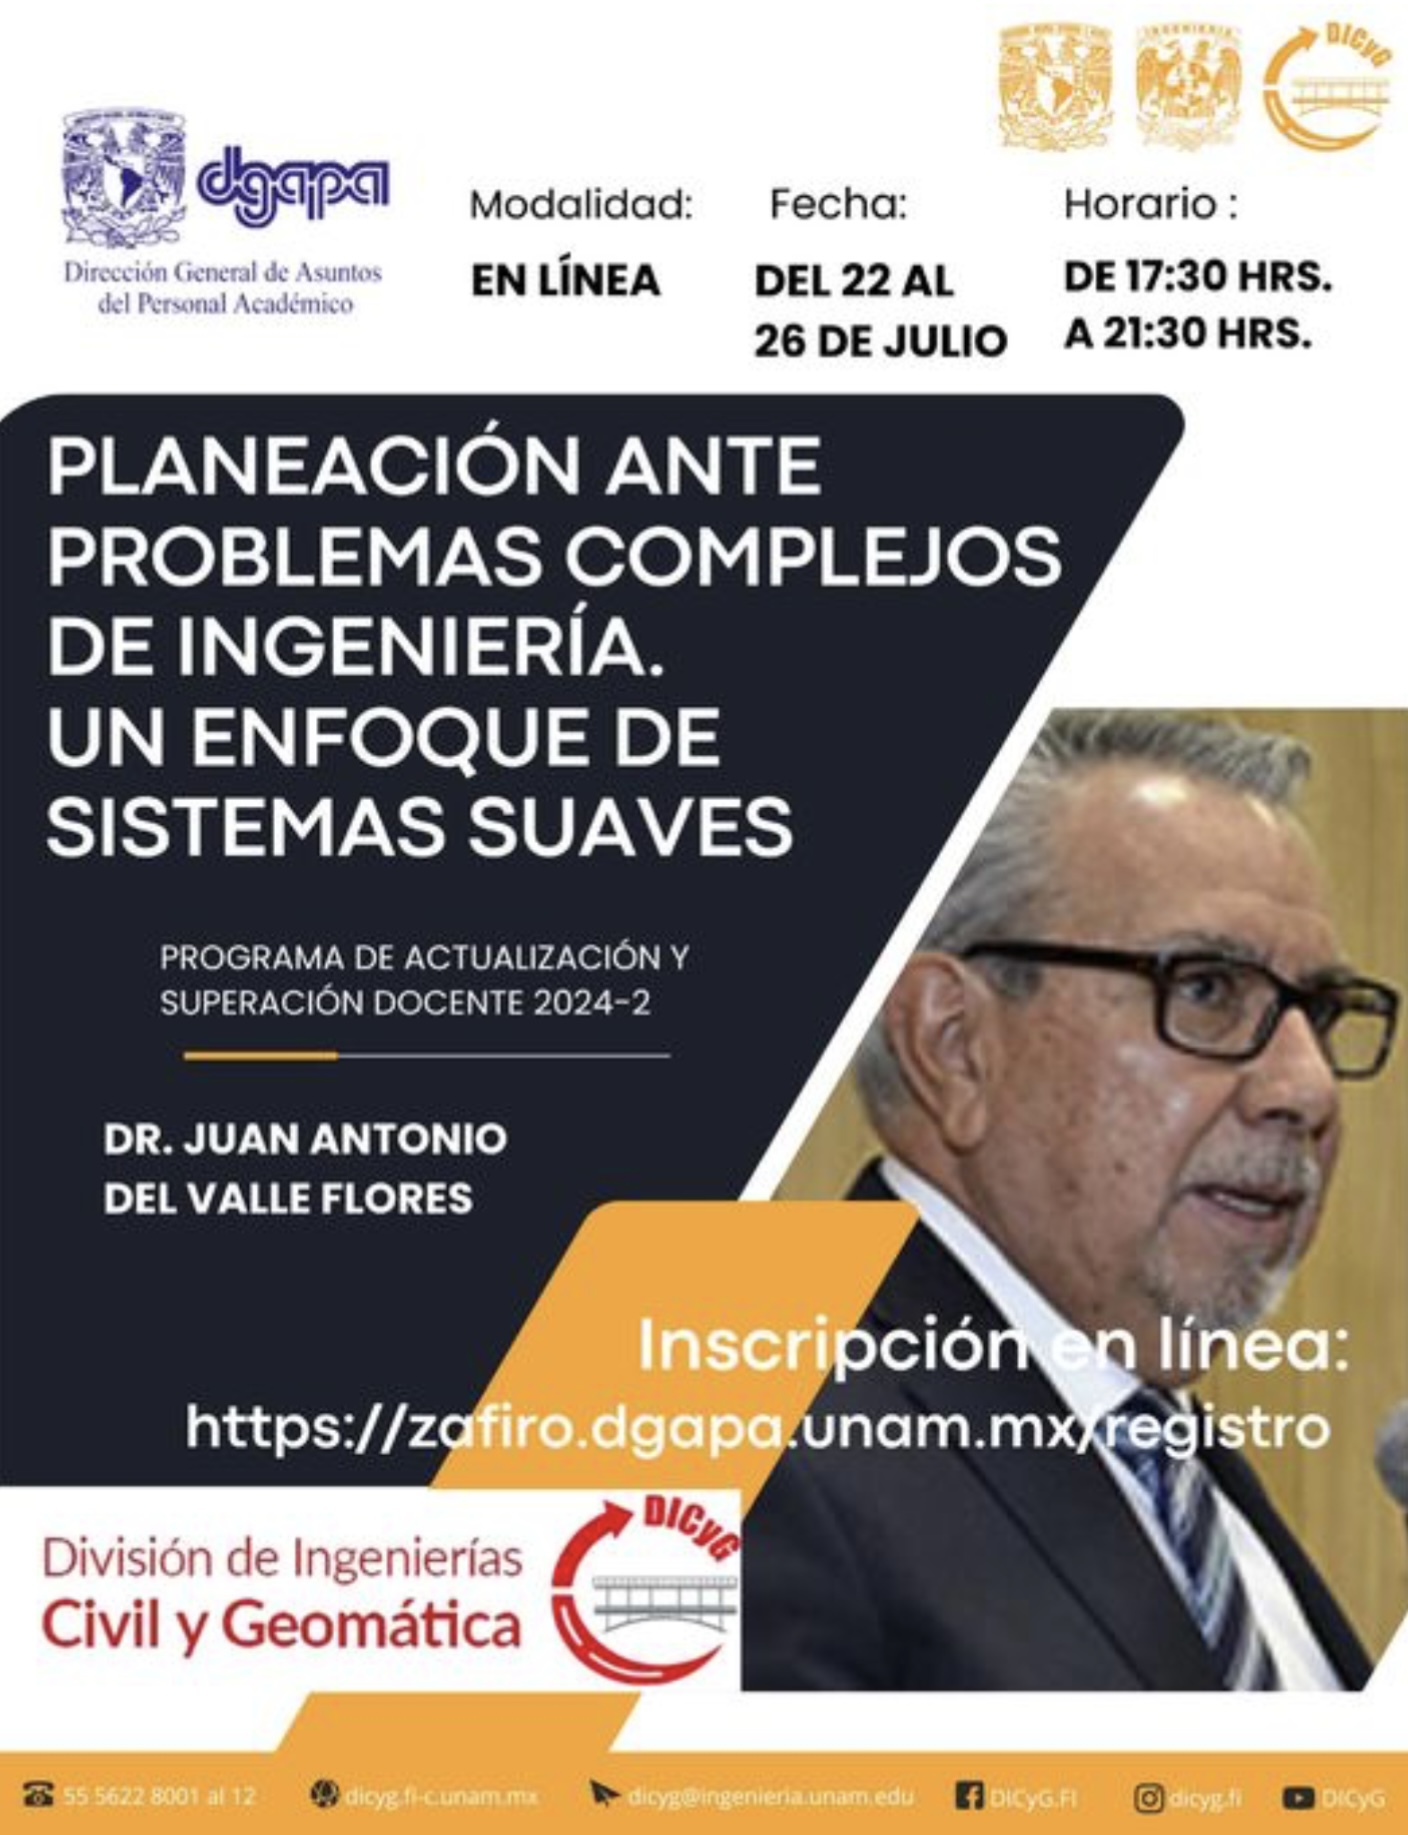 DICyG
INGENIERIA
dgapa
Dirección General de Asuntos
del Personal Académico
Modalidad:
EN LÍNEA
Fecha:
DEL 22 AL
26 DE JULIO
Horario :
DE 17:30 HRS.
A 21:30 HRS.
PLANEACIÓN ANTE
PROBLEMAS COMPLEJOS
DE INGENIERÍA.
UN ENFOQUE DE
SISTEMAS SUAVES
PROGRAMA DE ACTUALIZACIÓN Y
SUPERACIÓN DOCENTE 2024-2
DR. JUAN ANTONIO
DEL VALLE FLORES
Inscripción en línea:
https://zafiro.dgapa.unam.mx/registro
División de Ingenierías
Civil y Geomática
DICyG
55 5622 8001 al 12
dicyg.fi-c.unam.mx
dicyg@ingenieria.unam.edu
DICyG.FI
dicyg.fi
DICyG